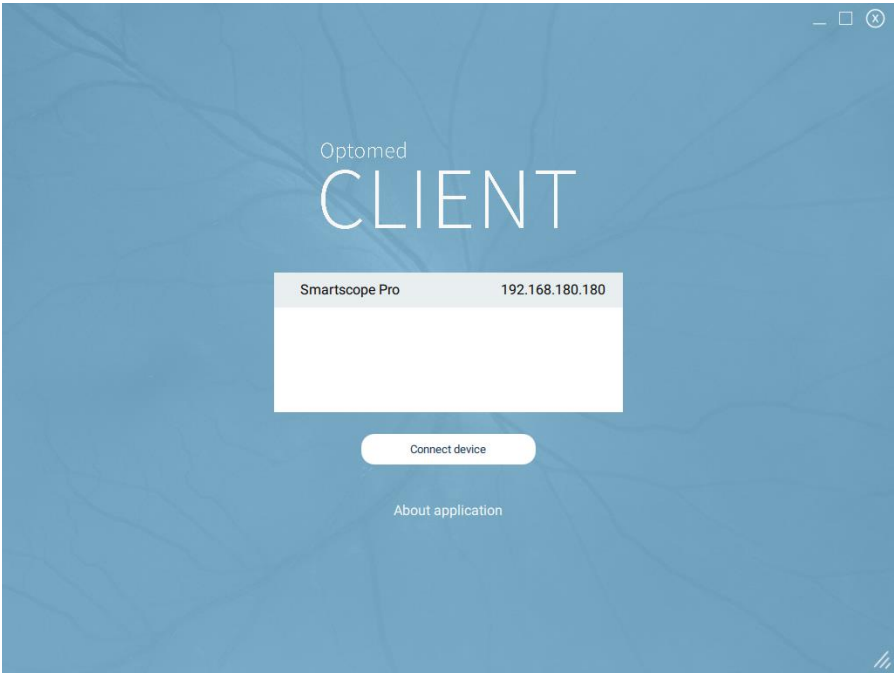 Optomed
CLIENT
Smartscope Pro 192.168.180.180
Connect device
About application